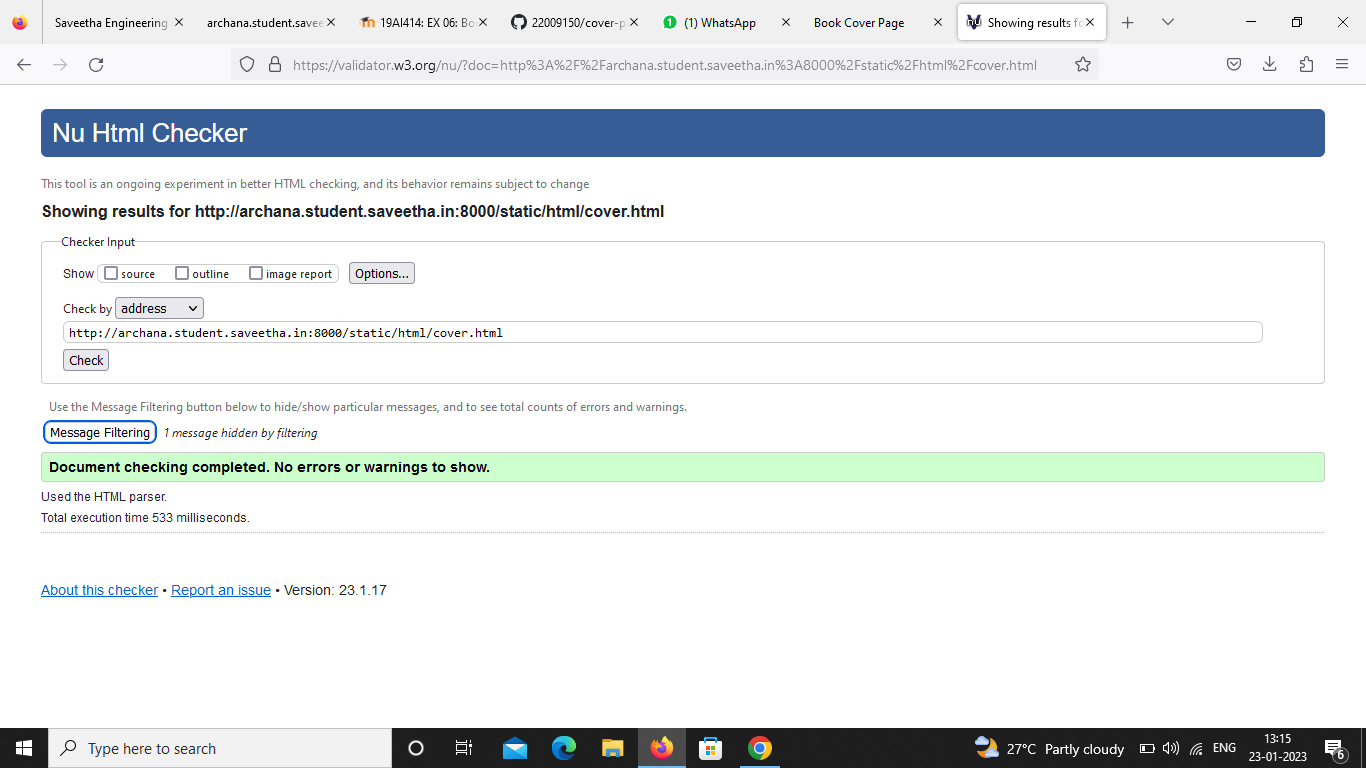 Saveetha Engineering
archana.student.savee
19AI414: EX 06: Bo
22009150/cover-p
(1) WhatsApp
Book Cover Page
Showing results fo
https://validator.w3.org/nu/?doc=http%3A%2F%2Farchana.student.saveetha.in%3A8000%2Fstatic%2Fhtml%2Fcover.html
Nu Html Checker
This tool is an ongoing experiment in better HTML checking, and its behavior remains subject to change
Showing results for http://archana.student.saveetha.in:8000/static/html/cover.html
Checker Input
Show source outline image report Options...
Check by address
http://archana.student.saveetha.in:8000/static/html/cover.html
Check
Use the Message Filtering button below to hide/show particular messages, and to see total counts of errors and warnings.
Message Filtering 1 message hidden by filtering
Document checking completed. No errors or warnings to show.
Used the HTML parser.
Total execution time 533 milliseconds.
About this checker • Report an issue • Version: 23.1.17
Type here to search
27°C Partly cloudy
ENG
13:15
23-01-2023
6